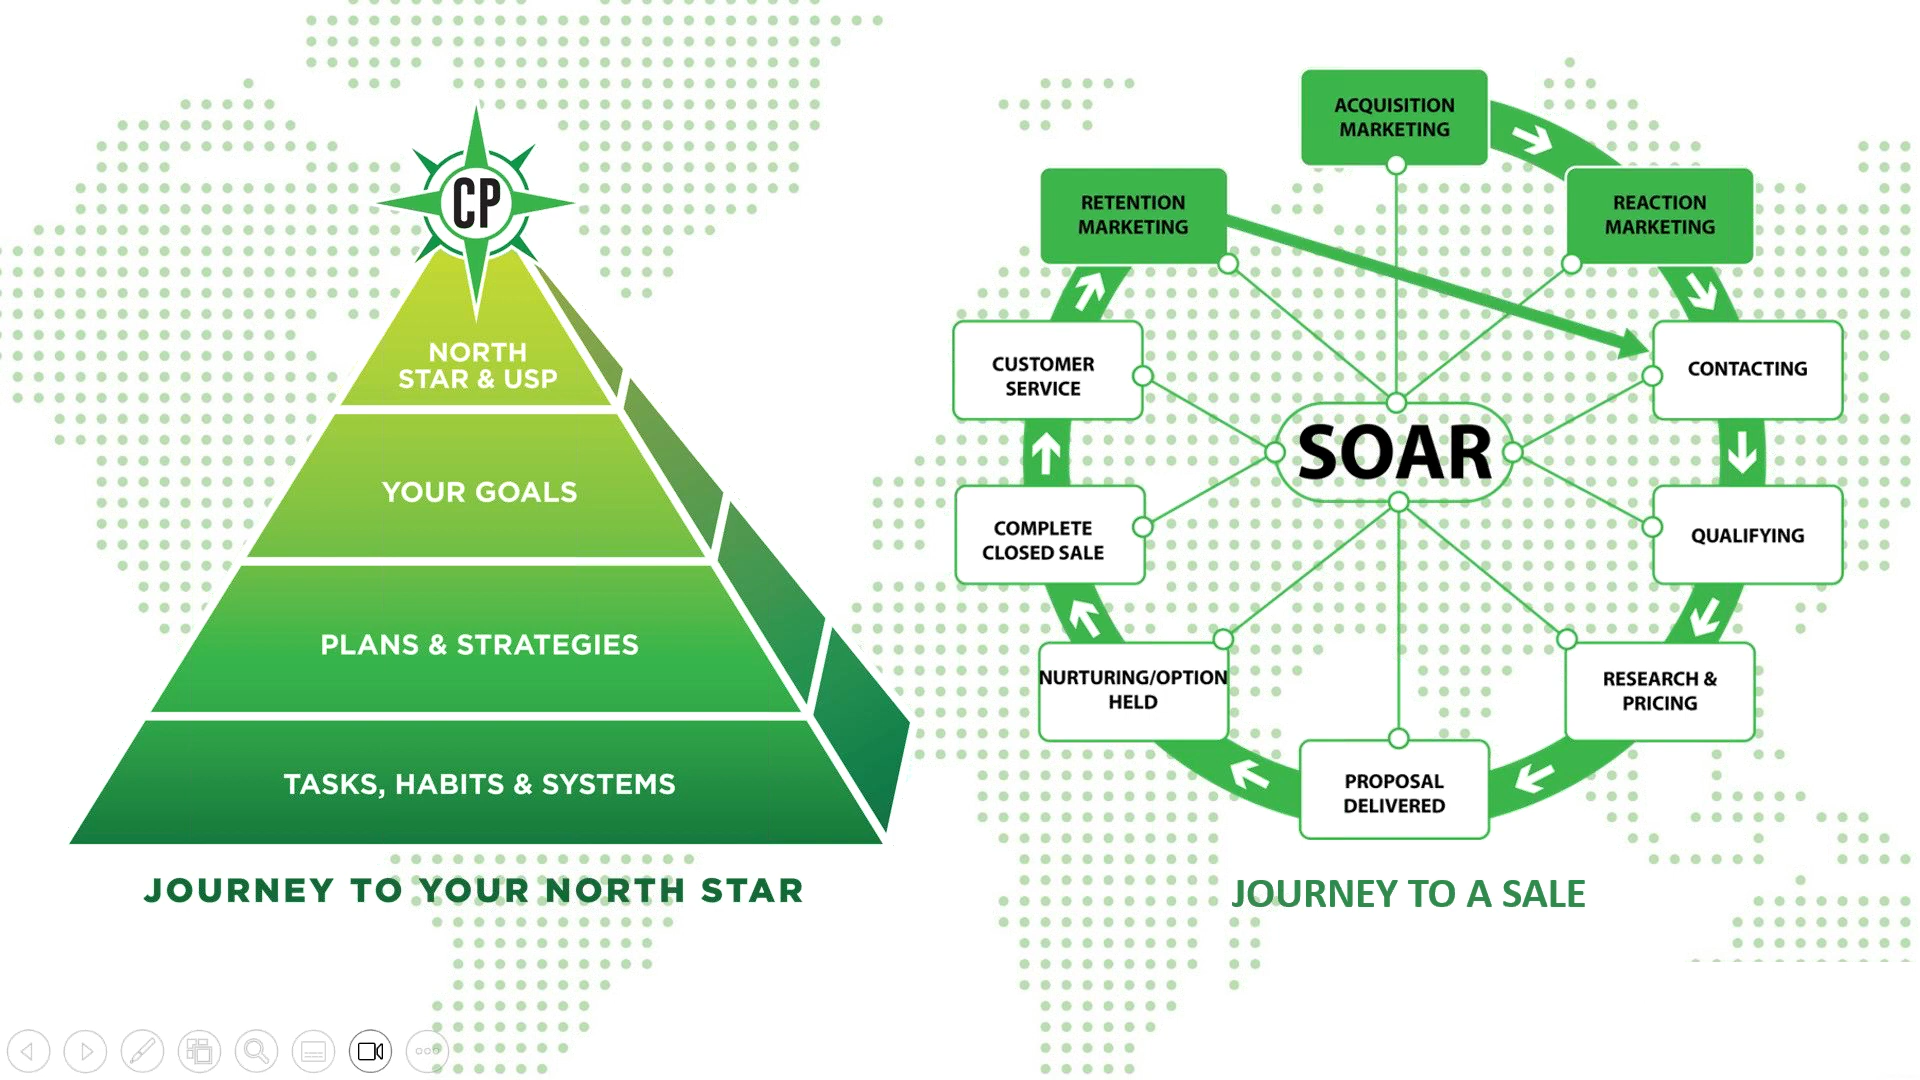 CP
NORTH
STAR & USP
YOUR GOALS
PLANS & STRATEGIES
TASKS, HABITS & SYSTEMS
JOURNEY TO YOUR NORTH STAR
ACQUISITION
MARKETING
REACTION
MARKETING
CONTACTING
QUALIFYING
RESEARCH &
PRICING
PROPOSAL
DELIVERED
NURTURING/OPTION
HELD
COMPLETE
CLOSED SALE
CUSTOMER
SERVICE
RETENTION
MARKETING
SOAR
JOURNEY TO A SALE